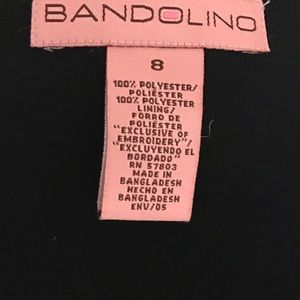 BANDOLINO
8
100% POLYESTER/
POLIÉSTER
100% POLYESTER
LINING/
FORRO DE
POLIÉSTER
"EXCLUSIVE OF
EMBROIDERY"/
"EXCLUYENDO EL
BORDADO"
RN 57803
MADE IN
BANGLADESH
HECHO EN
BANGLADESH
ENV/05